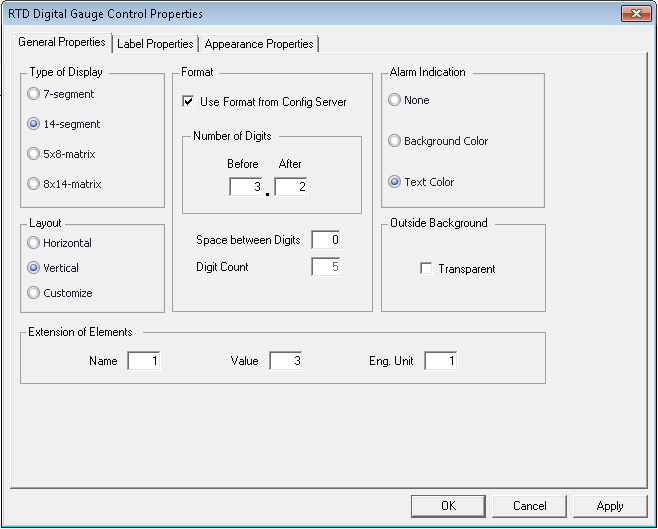 RTD Digital Gauge Control Properties
General Properties
Label Properties
Appearance Properties
Type of Display
7-segment
14-segment
5x8-matrix
8x14-matrix
Layout
Horizontal
Vertical
Customize
Format
Use Format from Config Server
Number of Digits
Before After
3 . 2
Space between Digits 0
Digit Count 5
Alarm Indication
None
Background Color
Text Color
Outside Background
Transparent
Extension of Elements
Name 1 Value 3 Eng. Unit 1
OK Cancel Apply